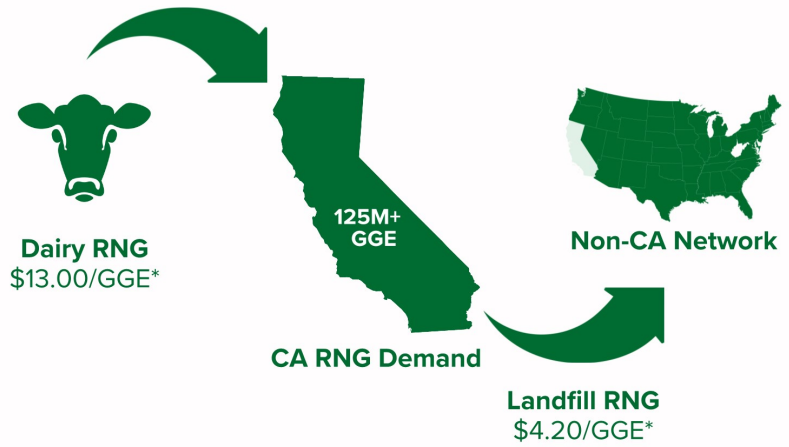 Dairy RNG
$13.00/GGE*
125M+
GGE
CA RNG Demand
Non-CA Network
Landfill RNG
$4.20/GGE*